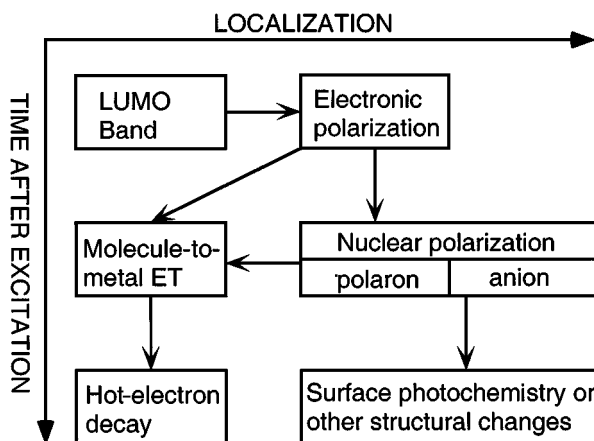 LOCALIZATION
TIME AFTER EXCITATION
LUMO
Band
Electronic
polarization
Molecule-to-
metal ET
Nuclear polarization
polaron
anion
Hot-electron
decay
Surface photochemistry or
other structural changes